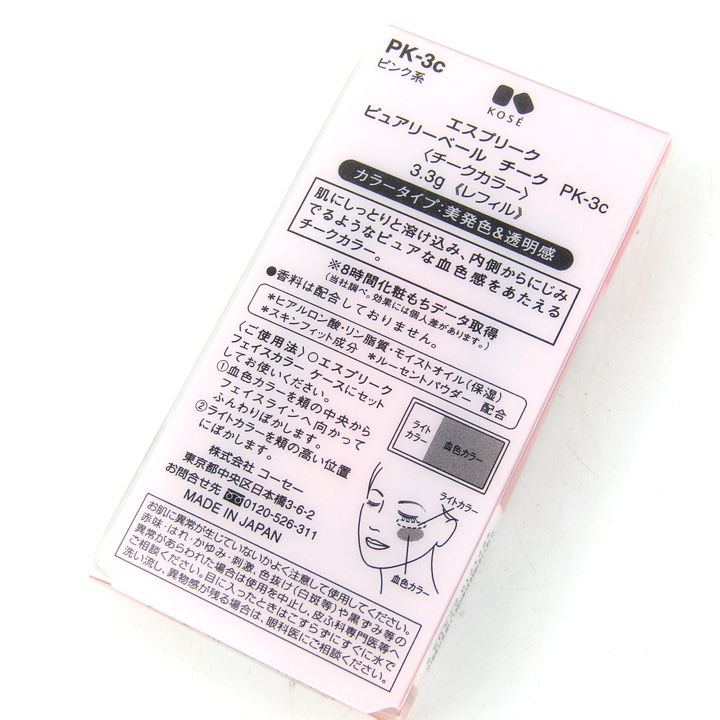 PK-3c
ピンク系
KOSÉ
エスプリーク
ピュアリーベール チーク PK-3c
〈チークカラー〉
3.3g 《レフィル》
カラータイプ：美発色&透明感
肌にしっとりと溶け込み、内側からにじみ
でるようなピュアな血色感をあたえる
チークカラー。
※8時間化粧もちデータ取得
(当社調べ。効果には個人差があります。)
●香料は配合しておりません。
*ヒアルロン酸・リン脂質・モイストオイル(保湿)
*スキンフィット成分 *ルーセントパウダー 配合
〈ご使用法〉○エスプリーク
フェイスカラー ケースにセット
してお使いください。
①血色カラーを頬の中央から
フェイスラインへ向かって
ふんわりぼかします。
②ライトカラーを頬の高い位置
にぼかします。
ライト
カラー
血色カラー
ライトカラー
血色カラー
株式会社 コーセー
東京都中央区日本橋3-6-2
お問合せ先 0120-526-311
MADE IN JAPAN
お肌に異常が生じていないかよく注意して使用してください。
赤味・はれ・かゆみ・刺激、色抜け(白斑等)や黒ずみ等の
異常があらわれた場合は使用を中止し、皮ふ科専門医等へ
ご相談ください。目に入ったときはこすらずにすぐに水で
洗い流し、異物感が残る場合は、眼科医にご相談ください。